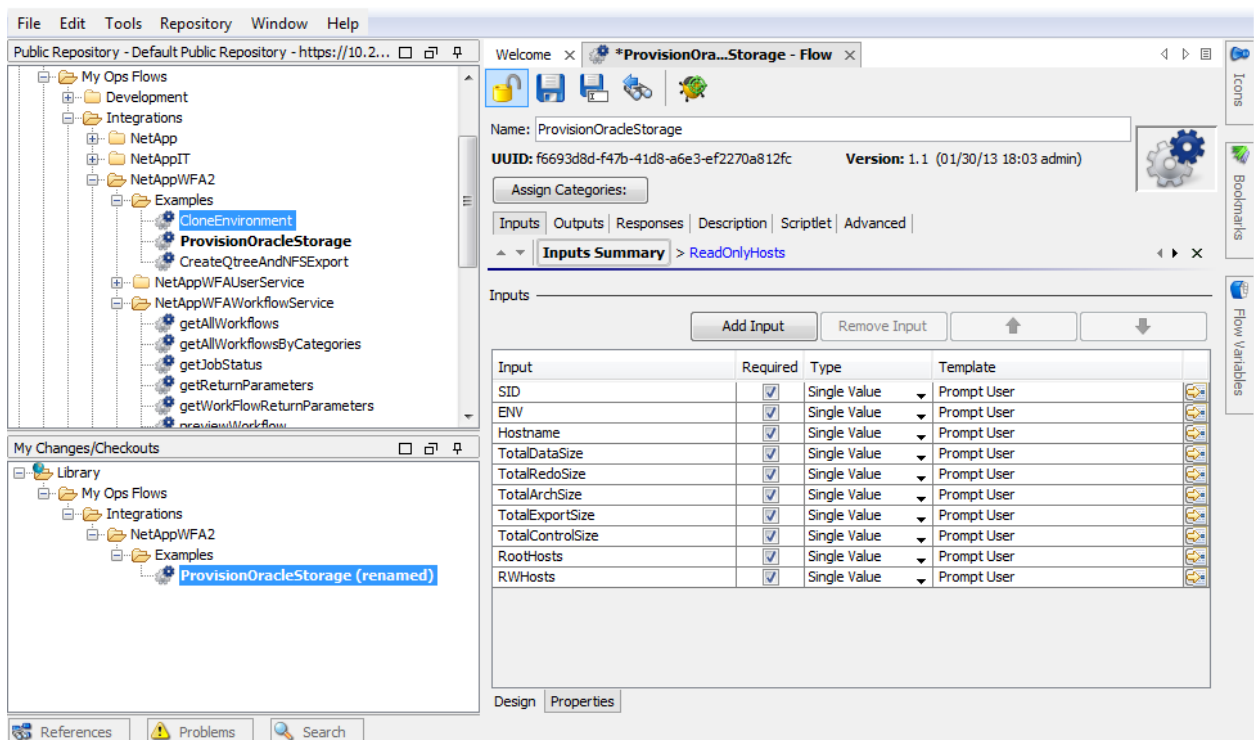 File Edit Tools Repository Window Help
Public Repository - Default Public Repository - https://10.2...
My Ops Flows
Development
Integrations
NetApp
NetAppIT
NetAppWFA2
Examples
CloneEnvironment
ProvisionOracleStorage
CreateQtreeAndNFSExport
NetAppWFAUserService
NetAppWFAWorkflowService
getAllWorkflows
getAllWorkflowsByCategories
getJobStatus
getReturnParameters
getWorkFlowReturnParameters
previewWorkflow
My Changes/Checkouts
Library
My Ops Flows
Integrations
NetAppWFA2
Examples
ProvisionOracleStorage (renamed)
References Problems Search
Welcome *ProvisionOra...Storage - Flow
Name: ProvisionOracleStorage
UUID: f6693d8d-f47b-41d8-a6e3-ef2270a812fc Version: 1.1 (01/30/13 18:03 admin)
Assign Categories:
Inputs Outputs Responses Description Scriptlet Advanced
Inputs Summary > ReadOnlyHosts
Inputs
Add Input Remove Input
Input Required Type Template
SID Single Value Prompt User
ENV Single Value Prompt User
Hostname Single Value Prompt User
TotalDataSize Single Value Prompt User
TotalRedoSize Single Value Prompt User
TotalArchSize Single Value Prompt User
TotalExportSize Single Value Prompt User
TotalControlSize Single Value Prompt User
RootHosts Single Value Prompt User
RWHosts Single Value Prompt User
Design Properties
Icons
Bookmarks
Flow Variables